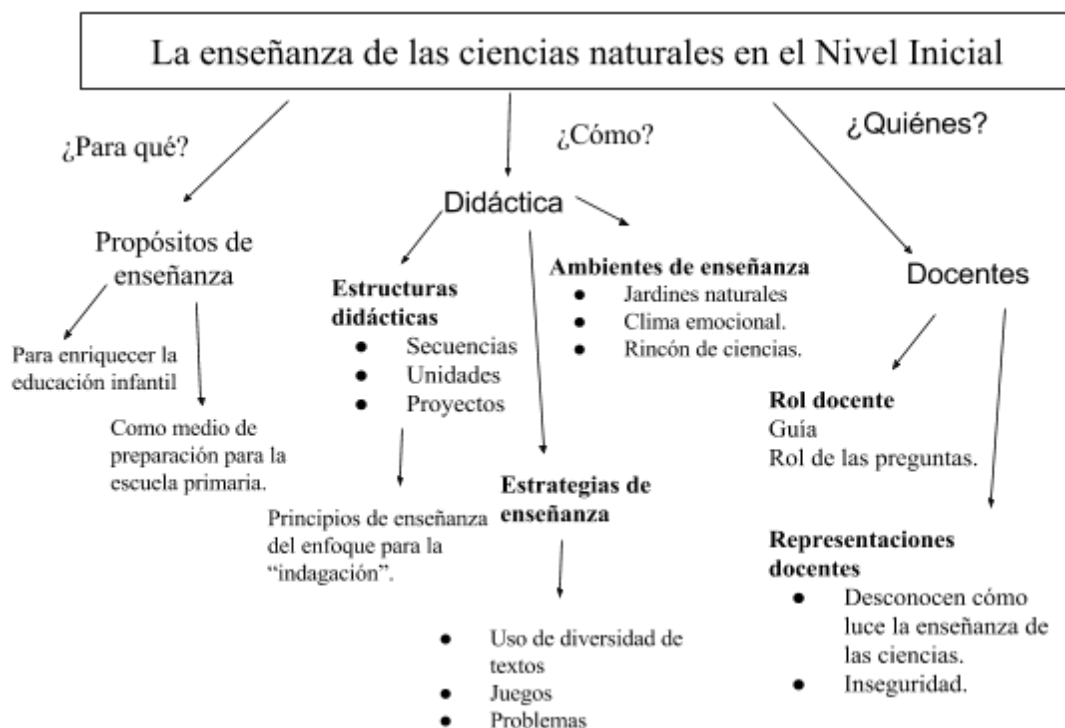 La enseñanza de las ciencias naturales en el Nivel Inicial
¿Para qué?
¿Cómo?
¿Quiénes?
Propósitos de
enseñanza
Para enriquecer la
educación infantil
Como medio de
preparación para la
escuela primaria.
Didáctica
Estructuras
didácticas
● Secuencias
● Unidades
● Proyectos
Principios de enseñanza
del enfoque para la
“indagación”.
Estrategias de
enseñanza
● Uso de diversidad de
textos
● Juegos
● Problemas
Ambientes de enseñanza
● Jardines naturales
● Clima emocional.
● Rincón de ciencias.
Docentes
Rol docente
Guía
Rol de las preguntas.
Representaciones
docentes
● Desconocen cómo
luce la enseñanza de
las ciencias.
● Inseguridad.